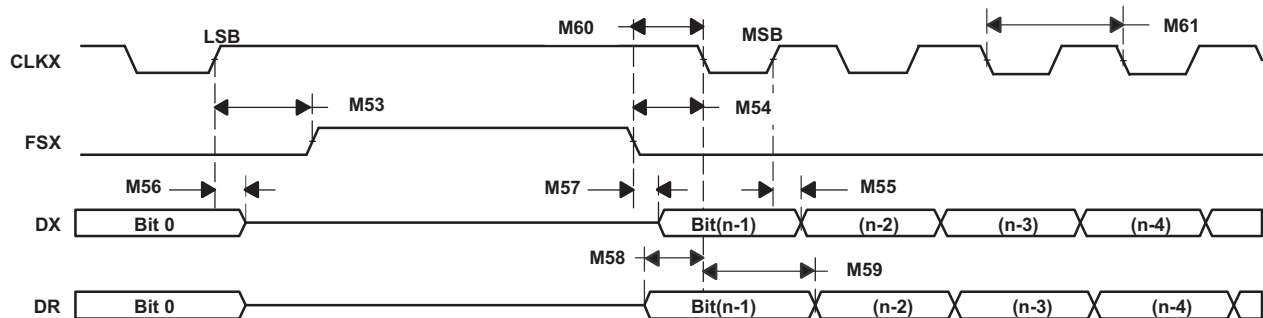 M60
M61
LSB
MSB
CLKX
M53
M54
FSX
M56
M57
M55
DX
Bit 0
Bit(n-1)
(n-2)
(n-3)
(n-4)
M58
M59
DR
Bit 0
Bit(n-1)
(n-2)
(n-3)
(n-4)